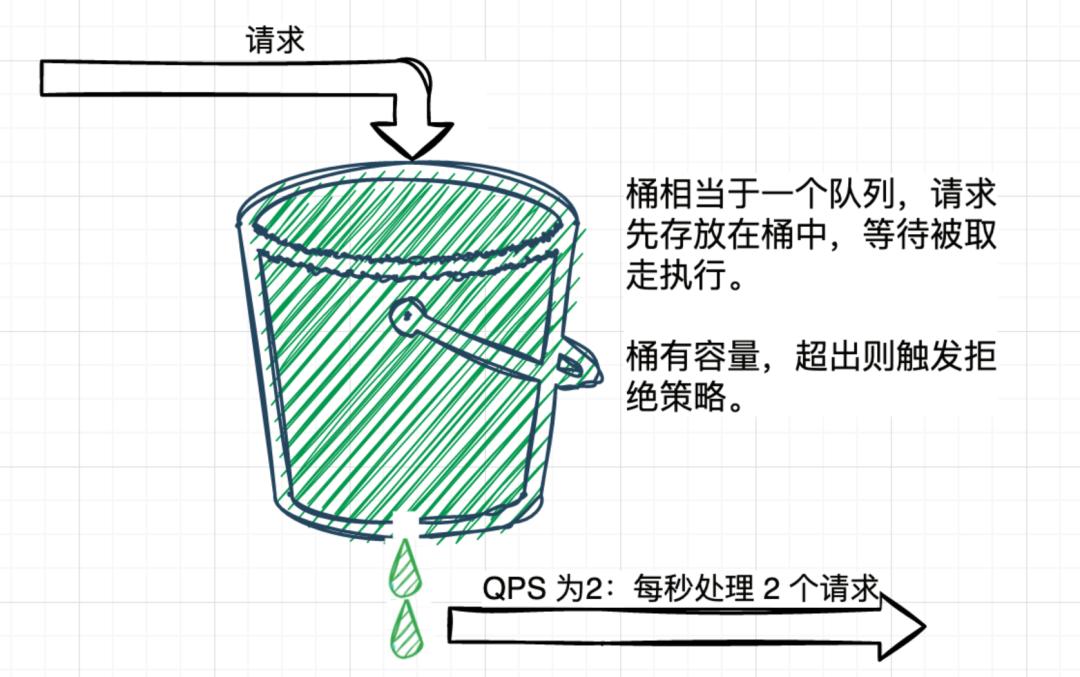 请求
桶相当于一个队列，请求
先存放在桶中，等待被取
走执行。
桶有容量，超出则触发拒
绝策略。
QPS 为2：每秒处理 2 个请求